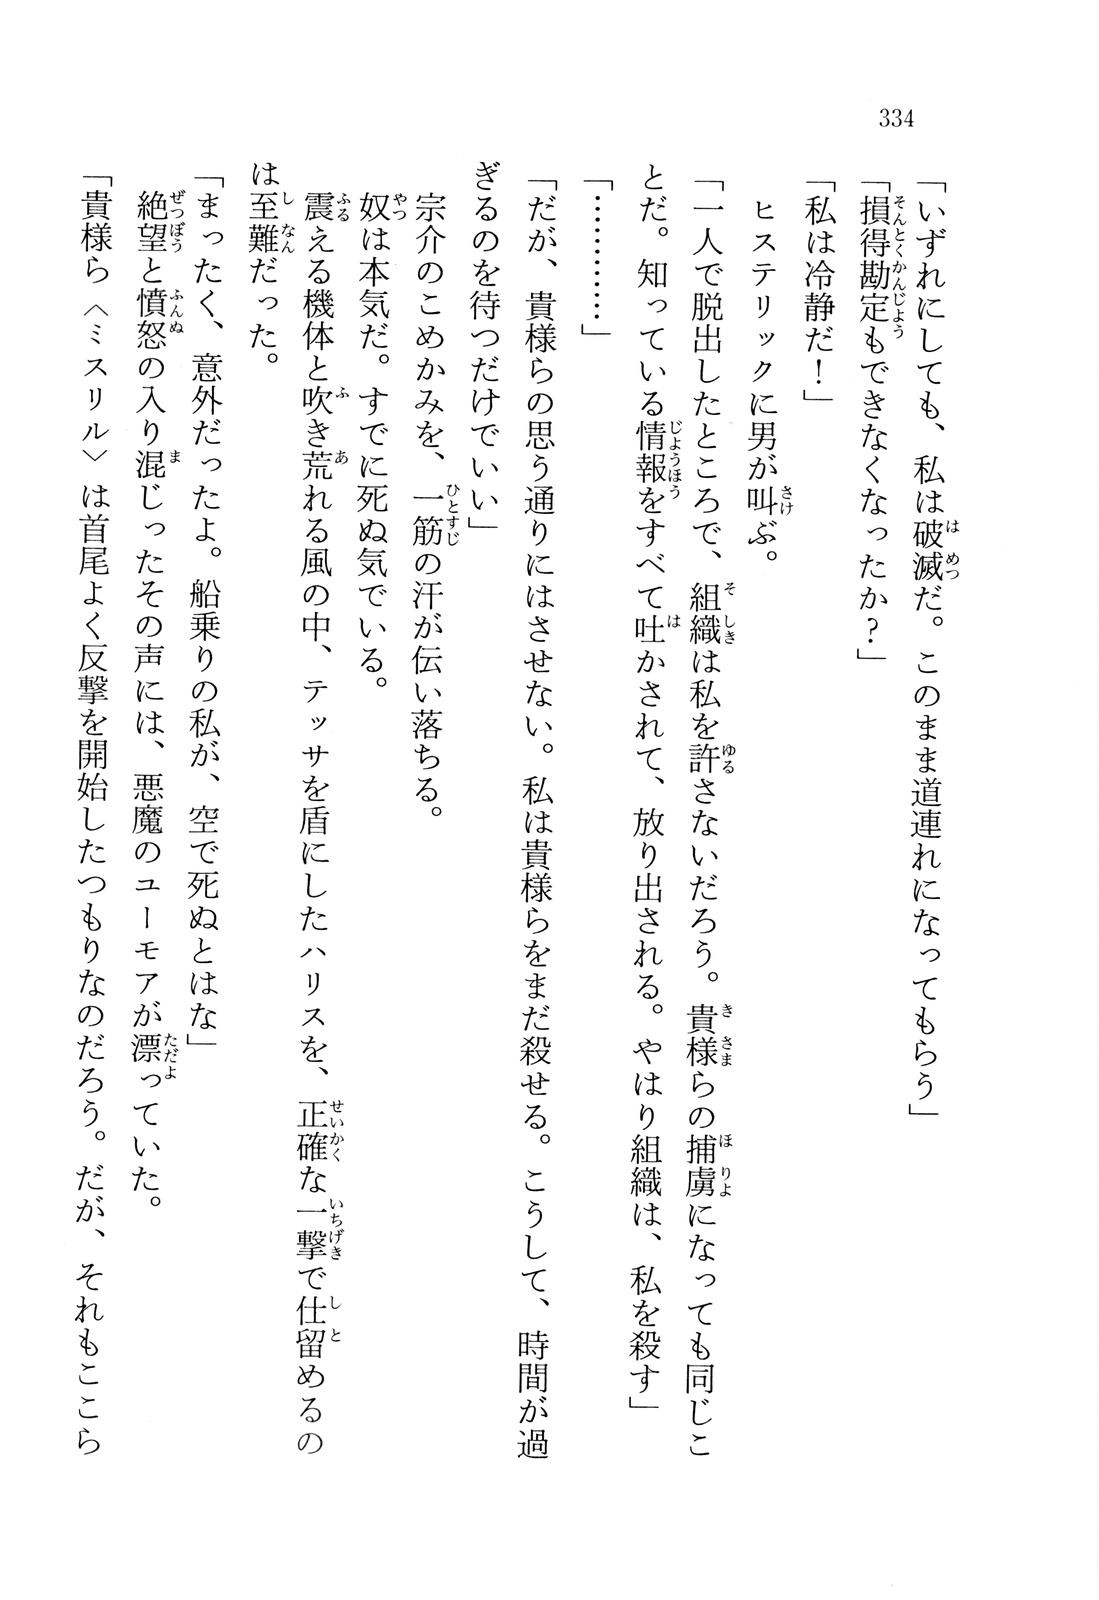 334
「いずれにしても、私は破滅だ。このまま道連れになってもらう」
「損得勘定もできなくなったか?」
「私は冷静だ!」
ヒステリックに男が叫ぶ。
「一人で脱出したところで、組織は私を許さないだろう。貴様らの捕虜になっても同じこ
とだ。知っている情報をすべて吐かされて、放り出される。やはり組織は、私を殺す」
「…………」
「だが、貴様らの思う通りにはさせない。私は貴様らをまだ殺せる。こうして、時間が過
ぎるのを待つだけでいい」
宗介のこめかみを、一筋の汗が伝い落ちる。
奴は本気だ。すでに死ぬ気でいる。
震える機体と吹き荒れる風の中、テッサを盾にしたハリスを、正確な一撃で仕留めるの
は至難だった。
「まったく、意外だったよ。船乗りの私が、空で死ぬとはな」
絶望と憤怒の入り混じったその声には、悪魔のユーモアが漂っていた。
「貴様ら〈ミスリル〉は首尾よく反撃を開始したつもりなのだろう。だが、それもここら